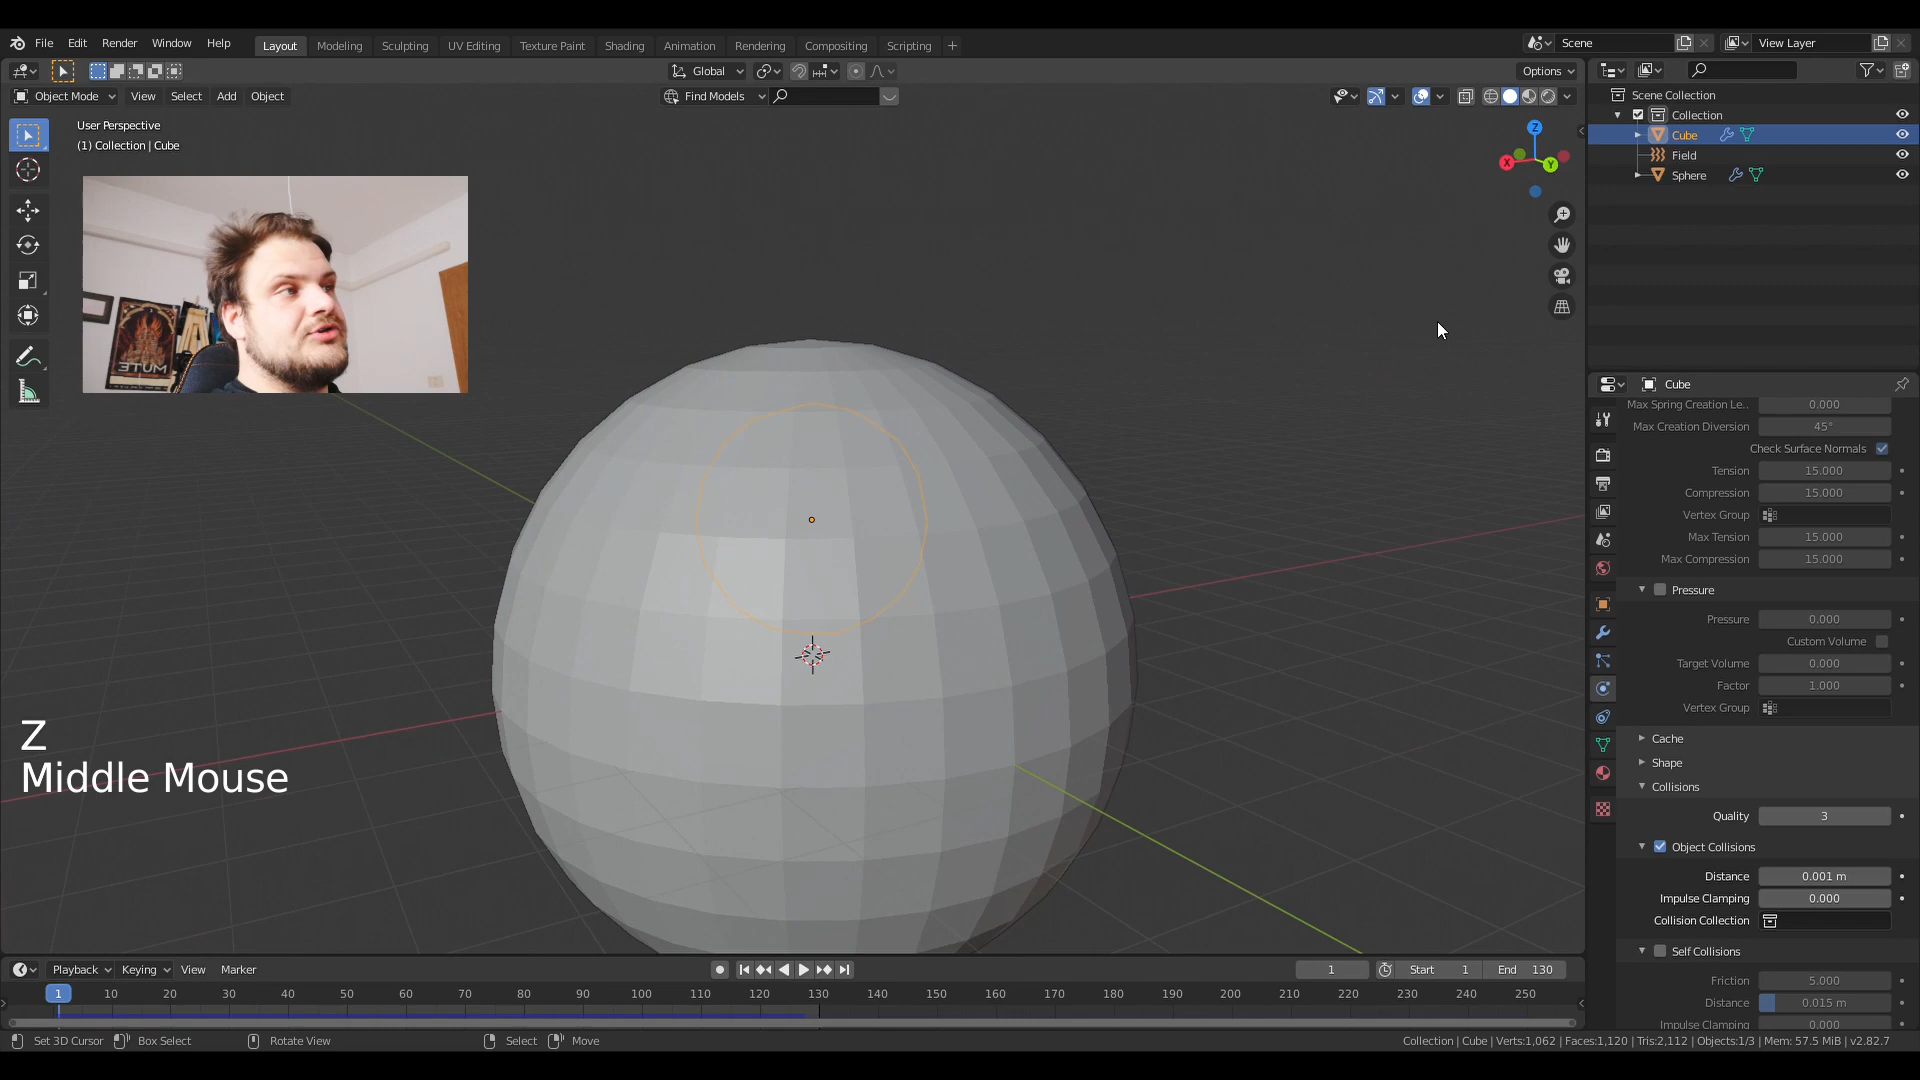 File Edit Render Window Help Layout Modeling Sculpting UV Editing Texture Paint Shading Animation Rendering Compositing Scripting + Scene View Layer
Global Options
Object Mode View Select Add Object Find Models
User Perspective
(1) Collection | Cube
Z
X
Y
Scene Collection
Collection
Cube
Field
Sphere
Cube
Max Spring Creation Le.. 0.000
Max Creation Diversion 45°
Check Surface Normals
Tension 15.000
Compression 15.000
Vertex Group
Max Tension 15.000
Max Compression 15.000
Pressure
Pressure 0.000
Custom Volume
Target Volume 0.000
Factor 1.000
Vertex Group
Cache
Shape
Collisions
Quality 3
Object Collisions
Distance 0.001 m
Impulse Clamping 0.000
Collision Collection
Self Collisions
Friction 5.000
Distance 0.015 m
Impulse Clamping 0.000
Z
Middle Mouse
Playback Keying View Marker 1 Start 1 End 130
1 10 20 30 40 50 60 70 80 90 100 110 120 130 140 150 160 170 180 190 200 210 220 230 240 250
Set 3D Cursor Box Select Rotate View Select Move Collection | Cube | Verts:1,062 | Faces:1,120 | Tris:2,112 | Objects:1/3 | Mem: 57.5 MiB | v2.82.7